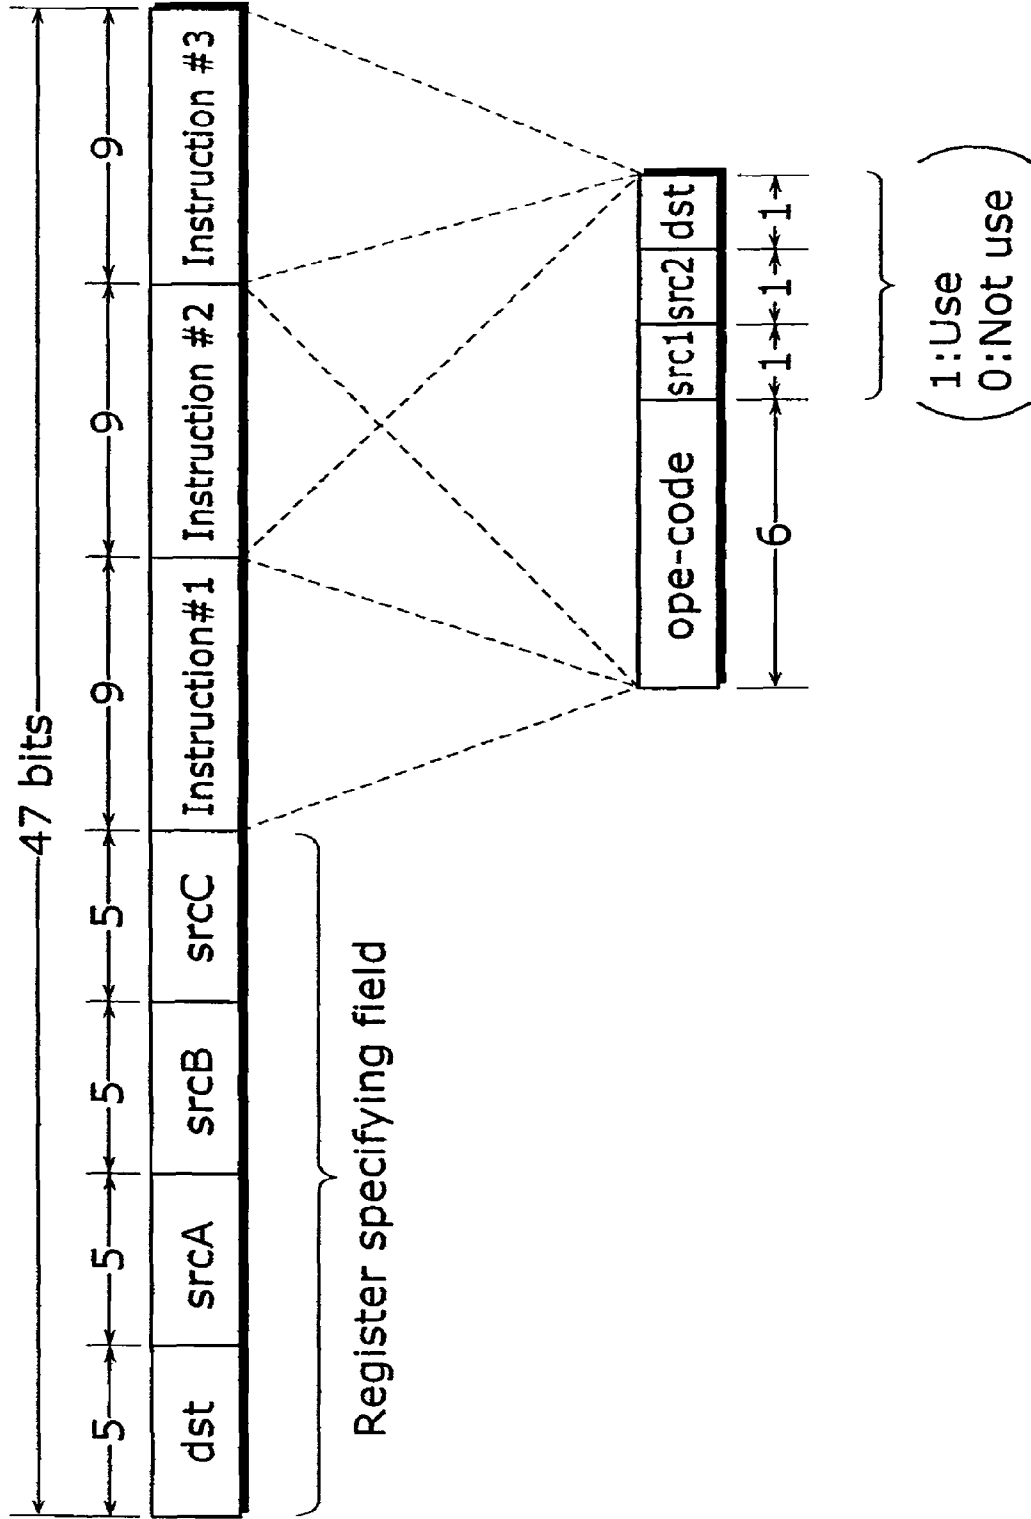 47 bits
5 5 5 5 9 9 9
dst srcA srcB srcC Instruction#1 Instruction #2 Instruction #3
Register specifying field
ope-code src1 src2 dst
6 1 1 1
1:Use
0:Not use